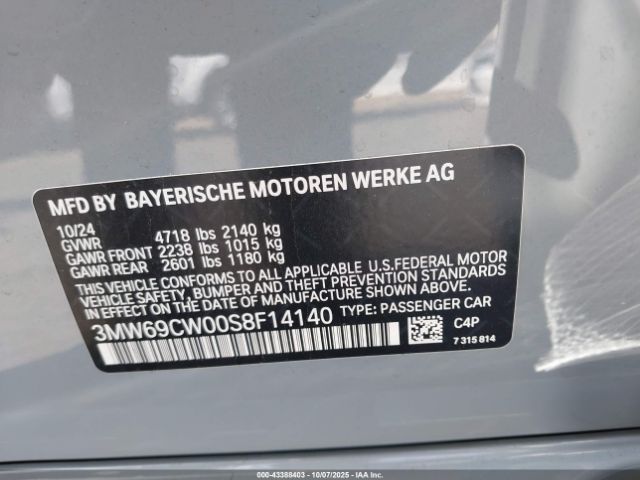 MFD BY BAYERISCHE MOTOREN WERKE AG
10/24
GVWR 4718 lbs 2140 kg
GAWR FRONT 2238 lbs 1015 kg
GAWR REAR 2601 lbs 1180 kg
THIS VEHICLE CONFORMS TO ALL APPLICABLE U.S.FEDERAL MOTOR
VEHICLE SAFETY, BUMPER AND THEFT PREVENTION STANDARDS
IN EFFECT ON THE DATE OF MANUFACTURE SHOWN ABOVE.
3MW69CW00S8F14140 TYPE: PASSENGER CAR
C4P
7 315 814
000-43388403 - 10/07/2025 - IAAI.com